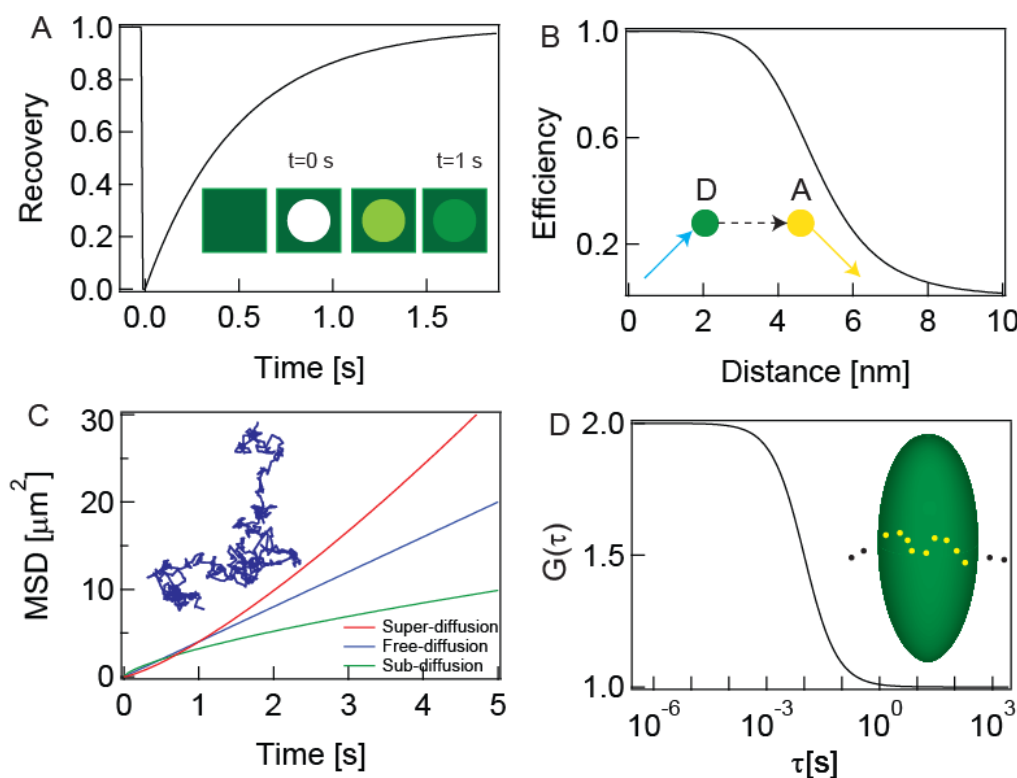 A
1.0
0.8
0.6
0.4
0.2
0.0
Recovery
t=0 s
t=1 s
0.0
0.5
1.0
1.5
Time [s]
B
1.0
0.6
0.2
Efficiency
D
A
0
2
4
6
8
10
Distance [nm]
C
30
20
10
0
MSD [μm²]
Super-diffusion
Free-diffusion
Sub-diffusion
0
1
2
3
4
5
Time [s]
D
2.0
1.5
1.0
G(τ)
10⁻⁶
10⁻³
10⁰
10³
τ[s]